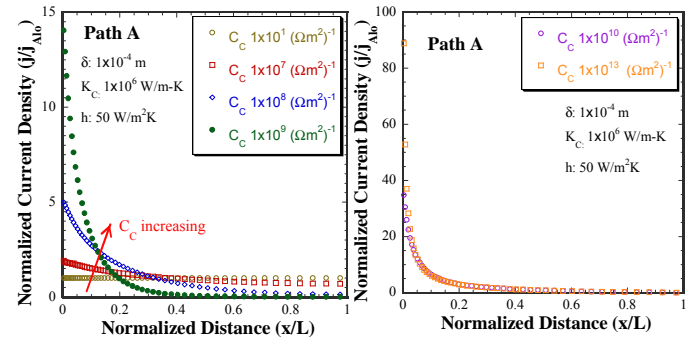 Path A
δ: 1x10⁻⁴ m
K_C: 1x10⁶ W/m-K
h: 50 W/m²K
C_C 1x10¹ (Ωm²)⁻¹
C_C 1x10⁷ (Ωm²)⁻¹
C_C 1x10⁸ (Ωm²)⁻¹
C_C 1x10⁹ (Ωm²)⁻¹
C_C increasing
Normalized Current Density (j/j_Alo)
15
10
5
0
0 0.2 0.4 0.6 0.8 1
Normalized Distance (x/L)
Path A
C_C 1x10¹⁰ (Ωm²)⁻¹
C_C 1x10¹³ (Ωm²)⁻¹
δ: 1x10⁻⁴ m
K_C: 1x10⁶ W/m-K
h: 50 W/m²K
Normalized Current Density (j/j_Alo)
100
80
60
40
20
0
0 0.2 0.4 0.6 0.8 1
Normalized Distance (x/L)